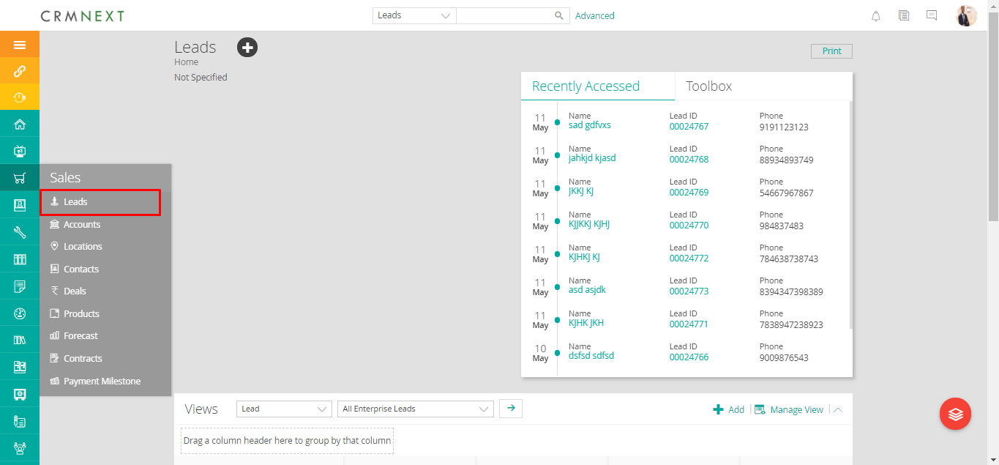 CRMNEXT
Leads
Advanced
Leads
Home
Not Specified
Print
Recently Accessed
Toolbox
11 May
Name
sad gdfvxs
Lead ID
00024767
Phone
9191123123
11 May
Name
jahkjd kjasd
Lead ID
00024768
Phone
88934893749
11 May
Name
JKKJ KJ
Lead ID
00024769
Phone
54667967867
11 May
Name
KJJKKJ KJHJ
Lead ID
00024770
Phone
984837483
11 May
Name
KJHKJ KJ
Lead ID
00024772
Phone
784638738743
11 May
Name
asd asjdk
Lead ID
00024773
Phone
8394347398389
11 May
Name
KJHK JKH
Lead ID
00024771
Phone
7838947238923
10 May
Name
dsfsd sdfsd
Lead ID
00024766
Phone
9009876543
Sales
Leads
Accounts
Locations
Contacts
Deals
Products
Forecast
Contracts
Payment Milestone
Views
Lead
All Enterprise Leads
Add
Manage View
Drag a column header here to group by that column